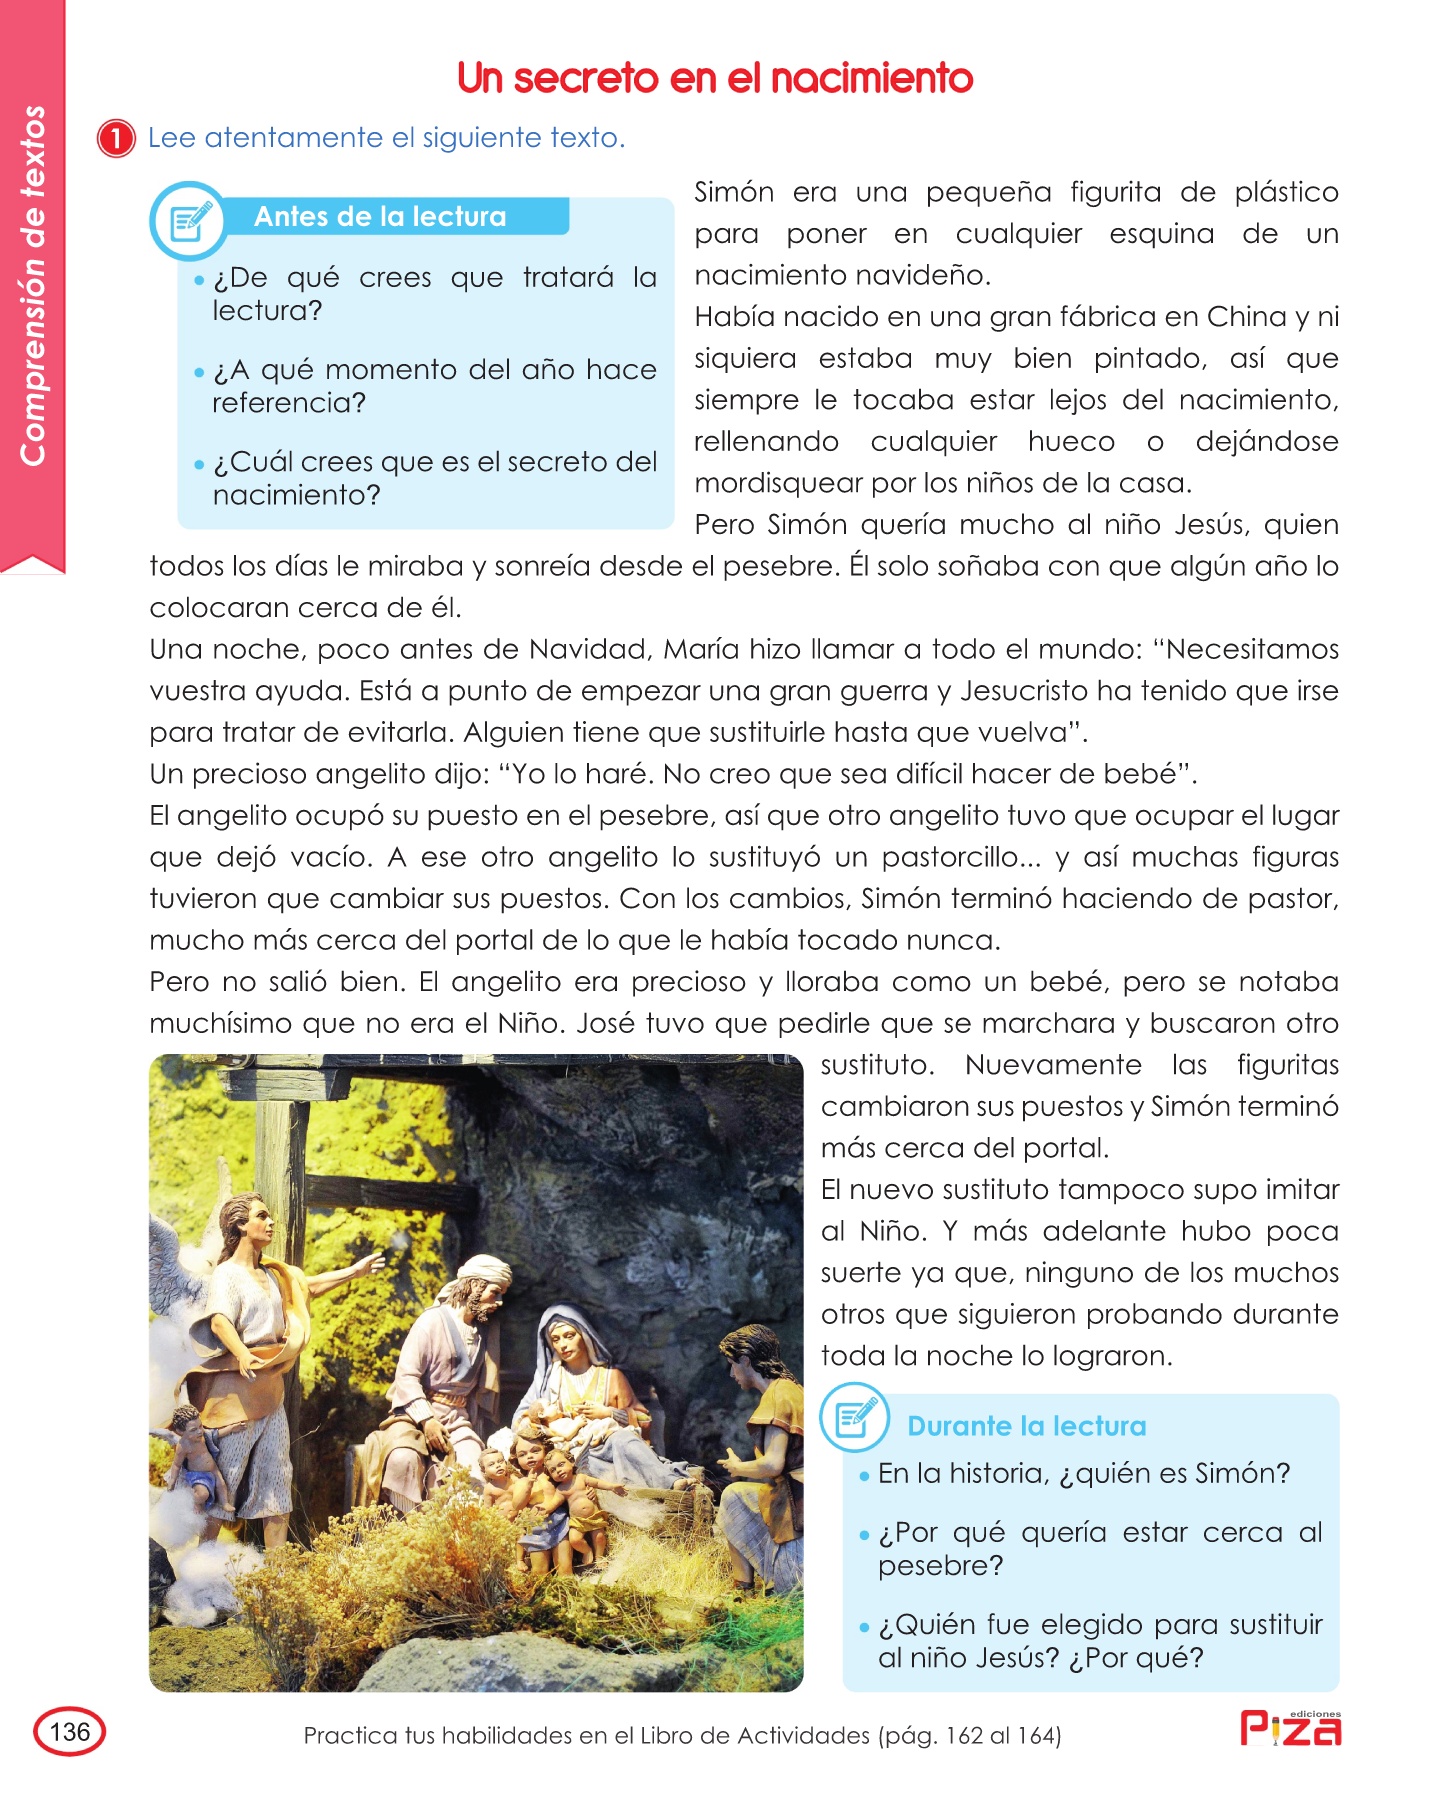 Comprensión de textos
Un secreto en el nacimiento
1 Lee atentamente el siguiente texto.
Antes de la lectura
• ¿De qué crees que tratará la
lectura?
• ¿A qué momento del año hace
referencia?
• ¿Cuál crees que es el secreto del
nacimiento?
Simón era una pequeña figurita de plástico
para poner en cualquier esquina de un
nacimiento navideño.
Había nacido en una gran fábrica en China y ni
siquiera estaba muy bien pintado, así que
siempre le tocaba estar lejos del nacimiento,
rellenando cualquier hueco o dejándose
mordisquear por los niños de la casa.
Pero Simón quería mucho al niño Jesús, quien
todos los días le miraba y sonreía desde el pesebre. Él solo soñaba con que algún año lo
colocaran cerca de él.
Una noche, poco antes de Navidad, María hizo llamar a todo el mundo: “Necesitamos
vuestra ayuda. Está a punto de empezar una gran guerra y Jesucristo ha tenido que irse
para tratar de evitarla. Alguien tiene que sustituirle hasta que vuelva”.
Un precioso angelito dijo: “Yo lo haré. No creo que sea difícil hacer de bebé”.
El angelito ocupó su puesto en el pesebre, así que otro angelito tuvo que ocupar el lugar
que dejó vacío. A ese otro angelito lo sustituyó un pastorcillo... y así muchas figuras
tuvieron que cambiar sus puestos. Con los cambios, Simón terminó haciendo de pastor,
mucho más cerca del portal de lo que le había tocado nunca.
Pero no salió bien. El angelito era precioso y lloraba como un bebé, pero se notaba
muchísimo que no era el Niño. José tuvo que pedirle que se marchara y buscaron otro
sustituto. Nuevamente las figuritas
cambiaron sus puestos y Simón terminó
más cerca del portal.
El nuevo sustituto tampoco supo imitar
al Niño. Y más adelante hubo poca
suerte ya que, ninguno de los muchos
otros que siguieron probando durante
toda la noche lo lograron.
Durante la lectura
• En la historia, ¿quién es Simón?
• ¿Por qué quería estar cerca al
pesebre?
• ¿Quién fue elegido para sustituir
al niño Jesús? ¿Por qué?
136
Practica tus habilidades en el Libro de Actividades (pág. 162 al 164)
ediciones
Piza